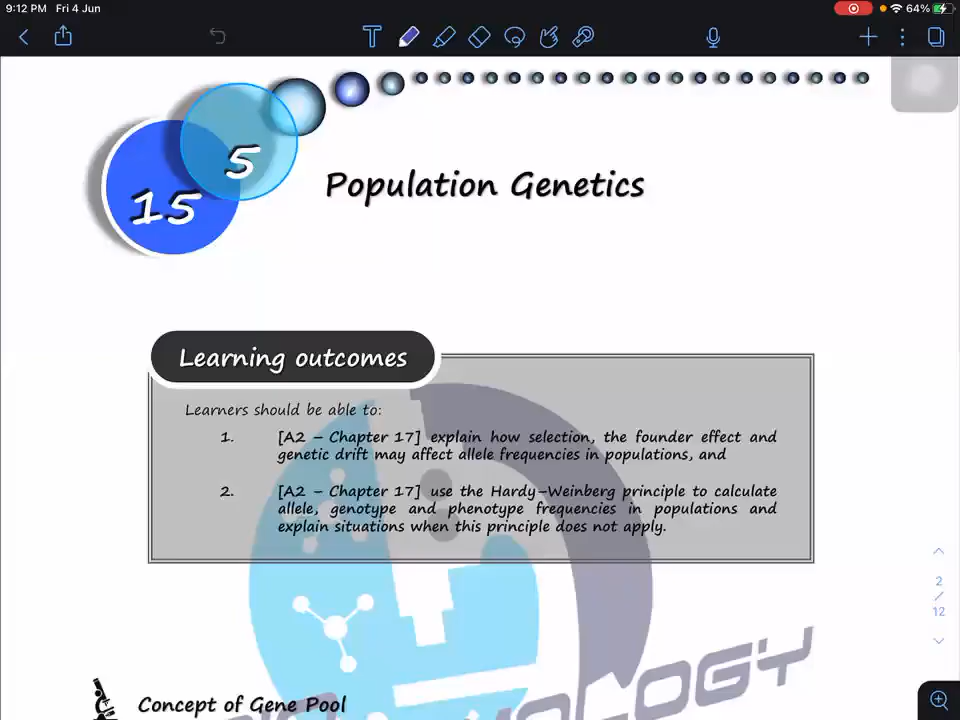 9:12 PM Fri 4 Jun
64%
5
15
Population Genetics
Learning outcomes
Learners should be able to:
1. [A2 – Chapter 17] explain how selection, the founder effect and
genetic drift may affect allele frequencies in populations, and
2. [A2 – Chapter 17] use the Hardy–Weinberg principle to calculate
allele, genotype and phenotype frequencies in populations and
explain situations when this principle does not apply.
2
/
12
Concept of Gene Pool